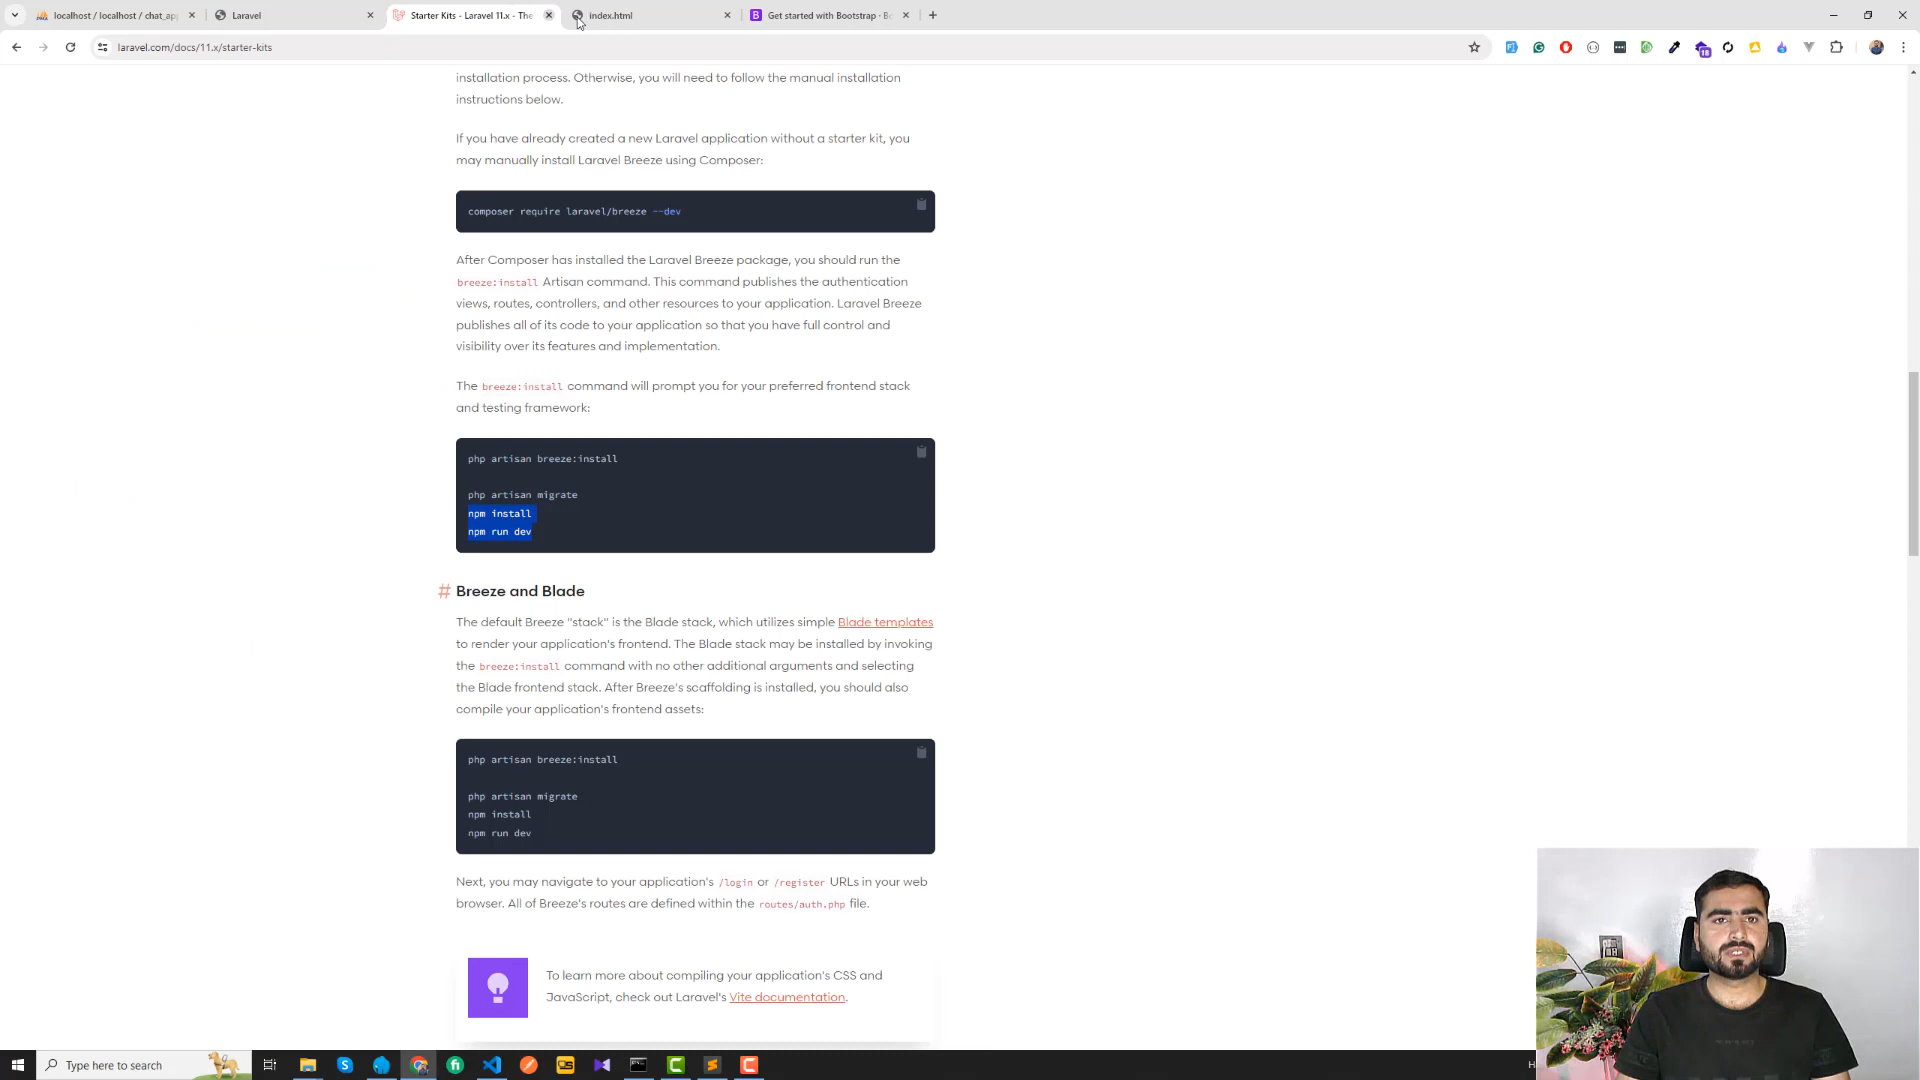 localhost / localhost / chat_app
Laravel
Starter Kits - Laravel 11.x - The
index.html
Get started with Bootstrap · Bo
laravel.com/docs/11.x/starter-kits
18
installation process. Otherwise, you will need to follow the manual installation
instructions below.
If you have already created a new Laravel application without a starter kit, you
may manually install Laravel Breeze using Composer:
composer require laravel/breeze --dev
After Composer has installed the Laravel Breeze package, you should run the
breeze:install Artisan command. This command publishes the authentication
views, routes, controllers, and other resources to your application. Laravel Breeze
publishes all of its code to your application so that you have full control and
visibility over its features and implementation.
The breeze:install command will prompt you for your preferred frontend stack
and testing framework:
php artisan breeze:install
php artisan migrate
npm install
npm run dev
# Breeze and Blade
The default Breeze "stack" is the Blade stack, which utilizes simple Blade templates
to render your application's frontend. The Blade stack may be installed by invoking
the breeze:install command with no other additional arguments and selecting
the Blade frontend stack. After Breeze's scaffolding is installed, you should also
compile your application's frontend assets:
php artisan breeze:install
php artisan migrate
npm install
npm run dev
Next, you may navigate to your application's /login or /register URLs in your web
browser. All of Breeze's routes are defined within the routes/auth.php file.
To learn more about compiling your application's CSS and
JavaScript, check out Laravel's Vite documentation.
Type here to search